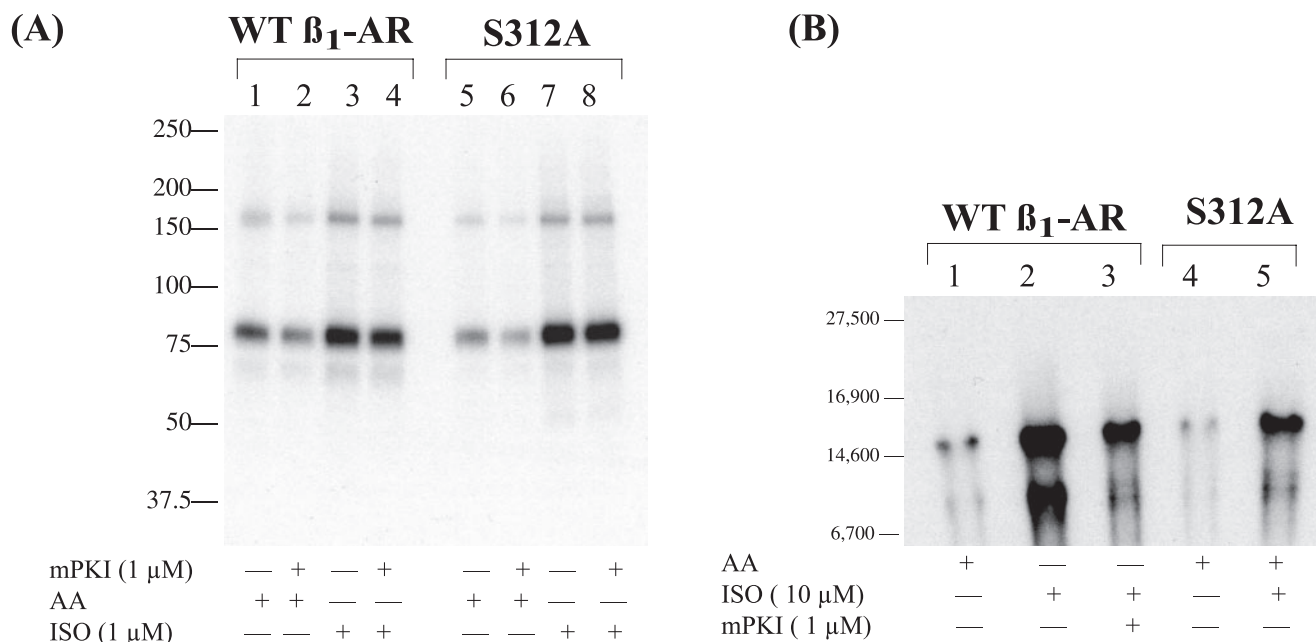 (A)
WT ß1-AR S312A
1 2 3 4 5 6 7 8
250
200
150
100
75
50
37.5
mPKI (1 µM) — + — + — + — +
AA + + — — + + — —
ISO (1 µM) — — + + — — + +
(B)
WT ß1-AR S312A
1 2 3 4 5
27,500
16,900
14,600
6,700
AA + — — + +
ISO ( 10 µM) — + + — +
mPKI ( 1 µM) — — + — —